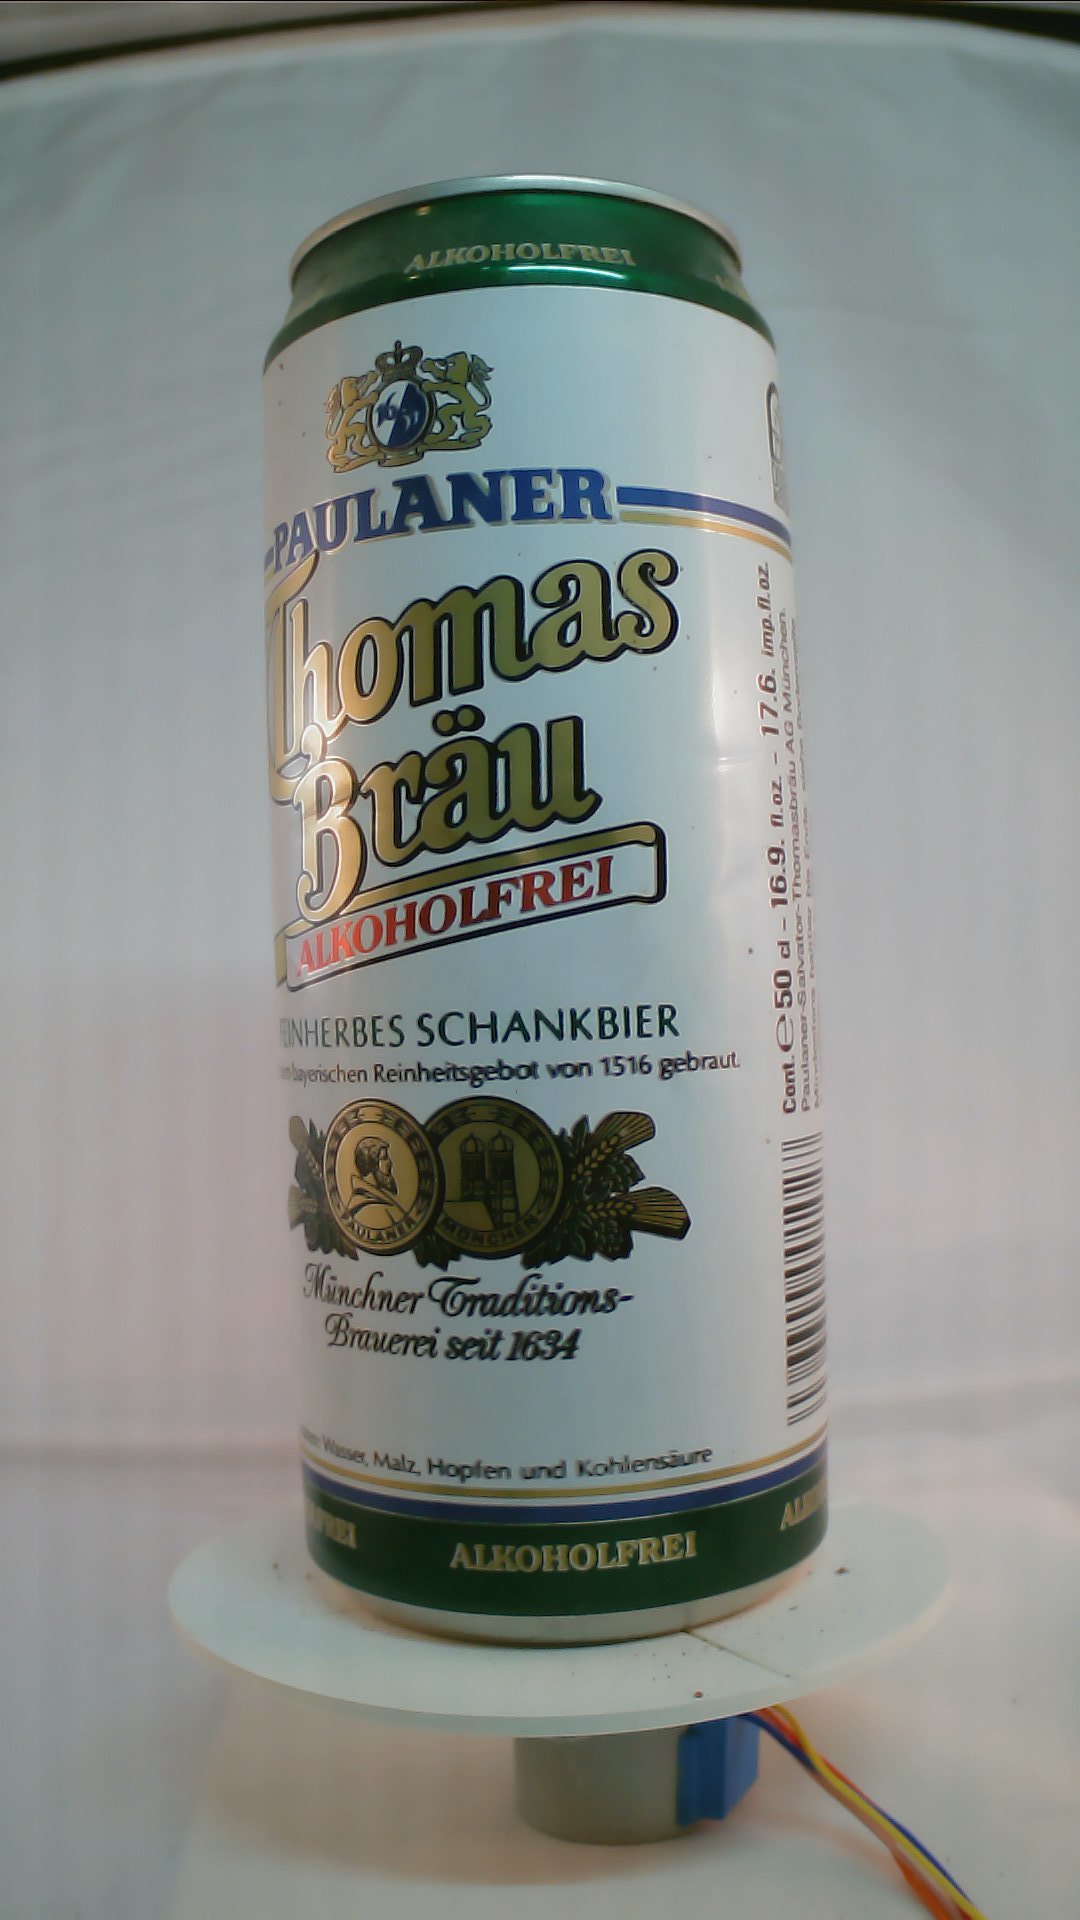 ALKOHOLFREI
PAULANER
Thomas
Bräu
ALKOHOLFREI
FEINHERBES SCHANKBIER
bayerischen Reinheitsgebot von 1516 gebraut.
PAULANER MÜNCHEN
Münchner Traditions-
Brauerei seit 1634
Wasser, Malz, Hopfen und Kohlensäure
ALKOHOLFREI
Cont. ℮ 50 cl - 16.9. fl.oz. - 17.6. imp.fl.oz.
Paulaner-Salvator-Thomasbräu AG München.